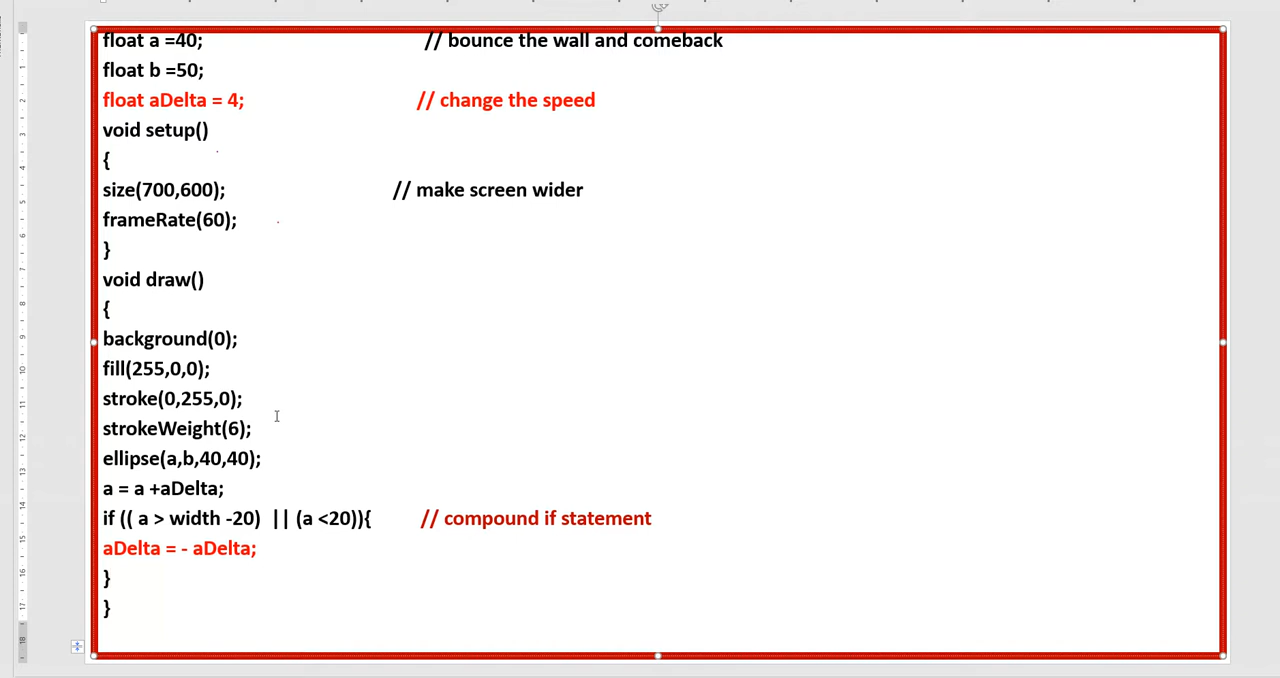 float a =40; // bounce the wall and comeback
float b =50;
float aDelta = 4; // change the speed
void setup()
{
size(700,600); // make screen wider
frameRate(60);
}
void draw()
{
background(0);
fill(255,0,0);
stroke(0,255,0);
strokeWeight(6);
ellipse(a,b,40,40);
a = a +aDelta;
if (( a > width -20) || (a <20)){ // compound if statement
aDelta = - aDelta;
}
}